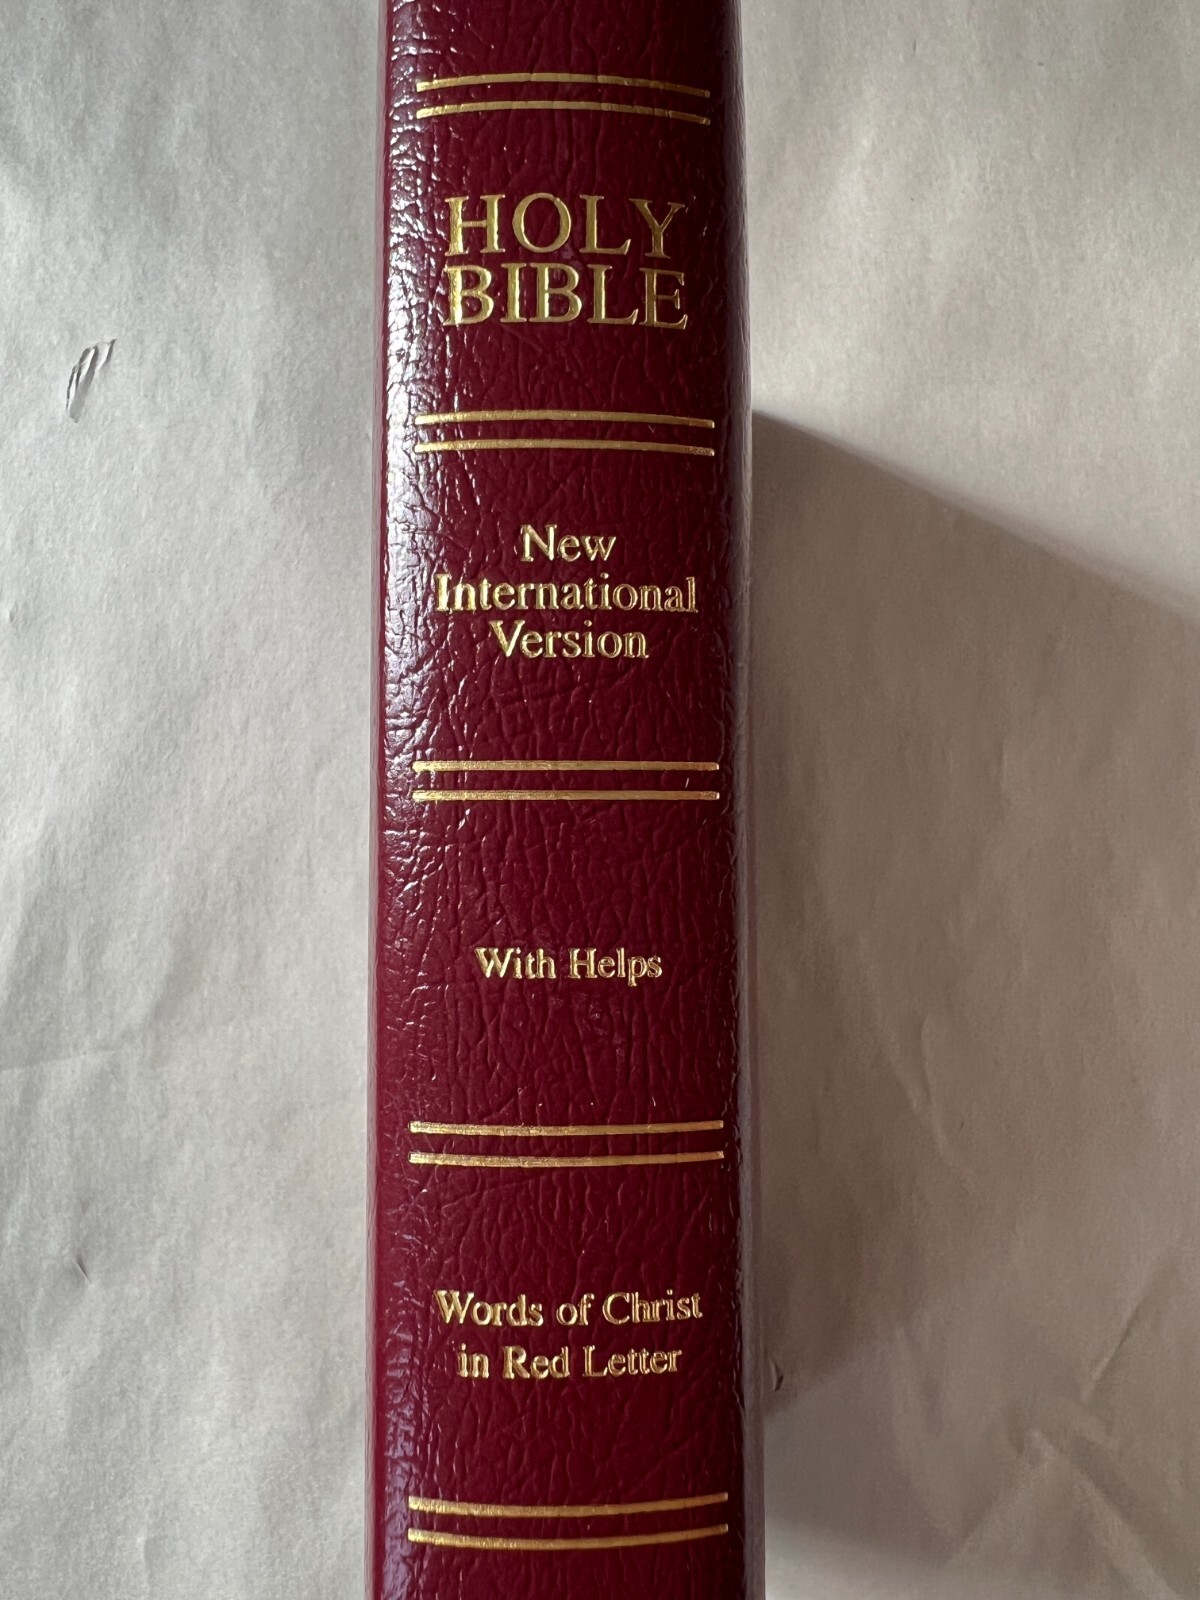 HOLY
BIBLE
New
International
Version
With Helps
Words of Christ
in Red Letter